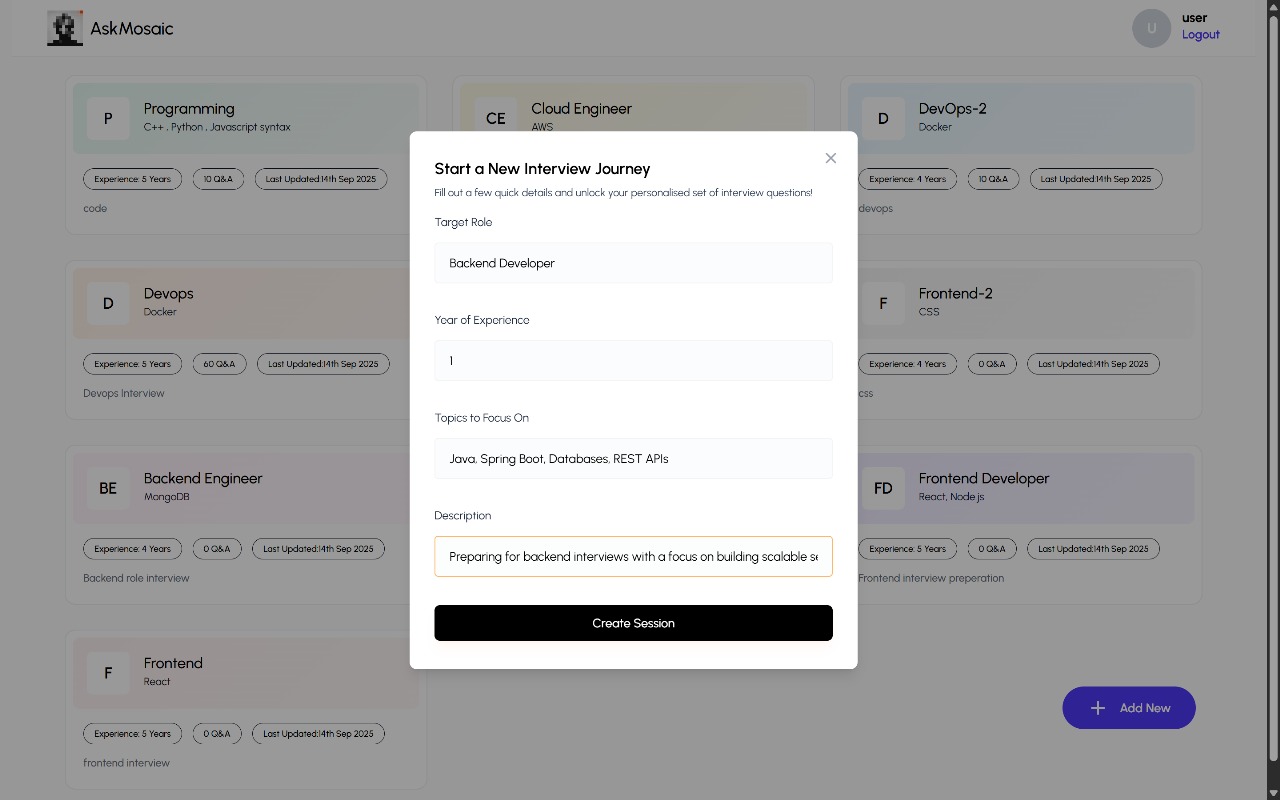 AskMosaic
U
user
Logout
P
Programming
C++ , Python , Javascript syntax
Experience: 5 Years
10 Q&A
Last Updated:14th Sep 2025
code
CE
Cloud Engineer
AWS
D
DevOps-2
Docker
Experience: 4 Years
10 Q&A
Last Updated:14th Sep 2025
devops
Start a New Interview Journey
Fill out a few quick details and unlock your personalised set of interview questions!
Target Role
Backend Developer
Year of Experience
1
Topics to Focus On
Java, Spring Boot, Databases, REST APIs
Description
Preparing for backend interviews with a focus on building scalable se
Create Session
D
Devops
Docker
Experience: 5 Years
60 Q&A
Last Updated:14th Sep 2025
Devops Interview
F
Frontend-2
CSS
Experience: 4 Years
0 Q&A
Last Updated:14th Sep 2025
css
BE
Backend Engineer
MongoDB
Experience: 4 Years
0 Q&A
Last Updated:14th Sep 2025
Backend role interview
FD
Frontend Developer
React, Node.js
Experience: 5 Years
0 Q&A
Last Updated:14th Sep 2025
Frontend interview preperation
F
Frontend
React
Experience: 5 Years
0 Q&A
Last Updated:14th Sep 2025
frontend interview
Add New